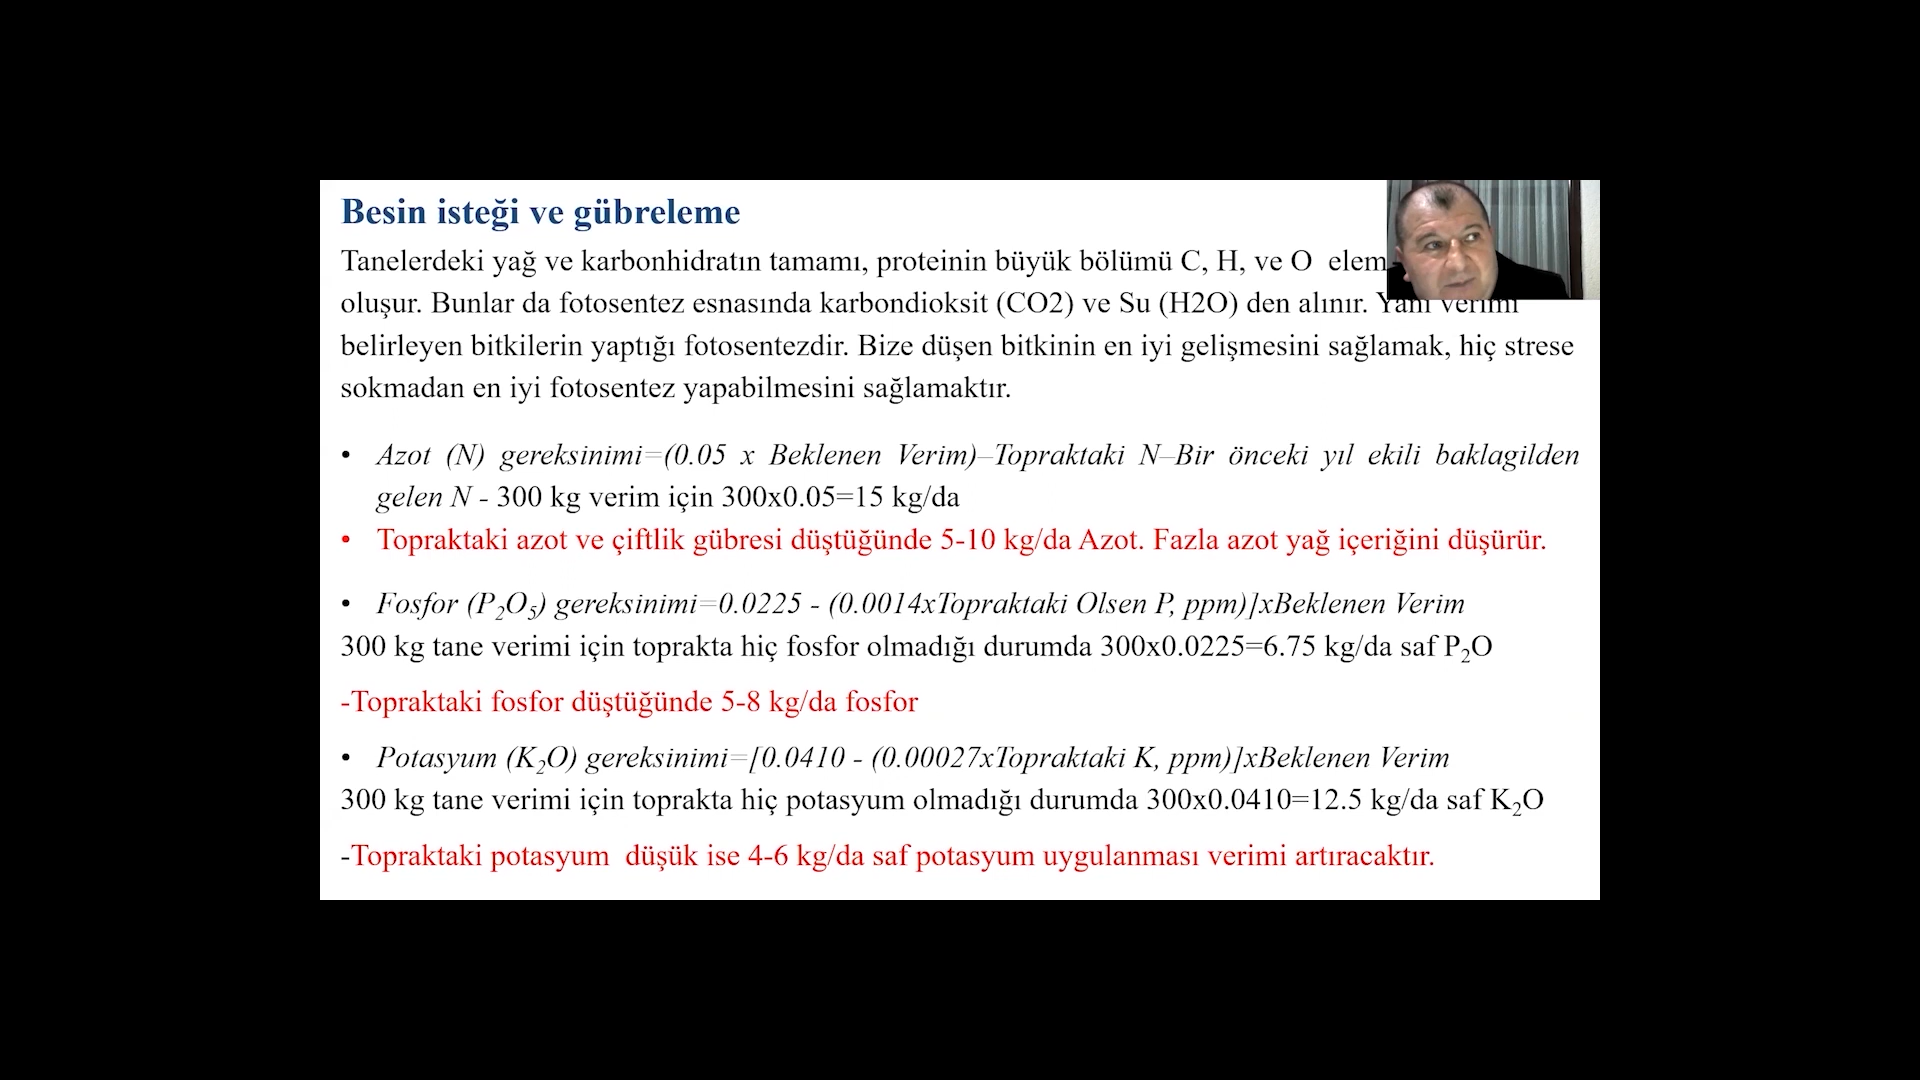 Besin isteği ve gübreleme
Tanelerdeki yağ ve karbonhidratın tamamı, proteinin büyük bölümü C, H, ve O
oluşur. Bunlar da fotosentez esnasında karbondioksit (CO2) ve Su (H2O) den alınır. Yani verimi
belirleyen bitkilerin yaptığı fotosentezdir. Bize düşen bitkinin en iyi gelişmesini sağlamak, hiç strese
sokmadan en iyi fotosentez yapabilmesini sağlamaktır.
• Azot (N) gereksinimi=(0.05 x Beklenen Verim)–Topraktaki N–Bir önceki yıl ekili baklagilden
gelen N - 300 kg verim için 300x0.05=15 kg/da
• Topraktaki azot ve çiftlik gübresi düştüğünde 5-10 kg/da Azot. Fazla azot yağ içeriğini düşürür.
• Fosfor (P₂O₅) gereksinimi=0.0225 - (0.0014xTopraktaki Olsen P, ppm)]xBeklenen Verim
300 kg tane verimi için toprakta hiç fosfor olmadığı durumda 300x0.0225=6.75 kg/da saf P₂O
-Topraktaki fosfor düştüğünde 5-8 kg/da fosfor
• Potasyum (K₂O) gereksinimi=[0.0410 - (0.00027xTopraktaki K, ppm)]xBeklenen Verim
300 kg tane verimi için toprakta hiç potasyum olmadığı durumda 300x0.0410=12.5 kg/da saf K₂O
-Topraktaki potasyum düşük ise 4-6 kg/da saf potasyum uygulanması verimi artıracaktır.